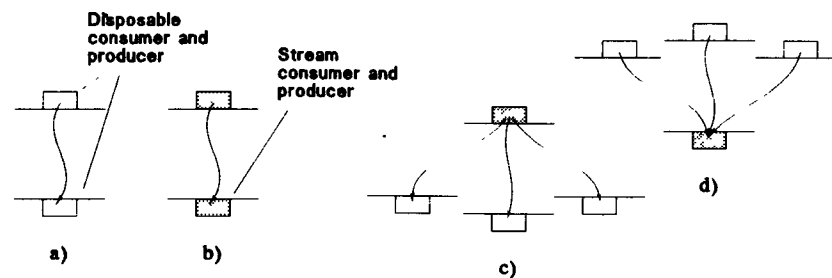 Disposable
consumer and
producer
Stream
consumer and
producer
a)
b)
c)
d)